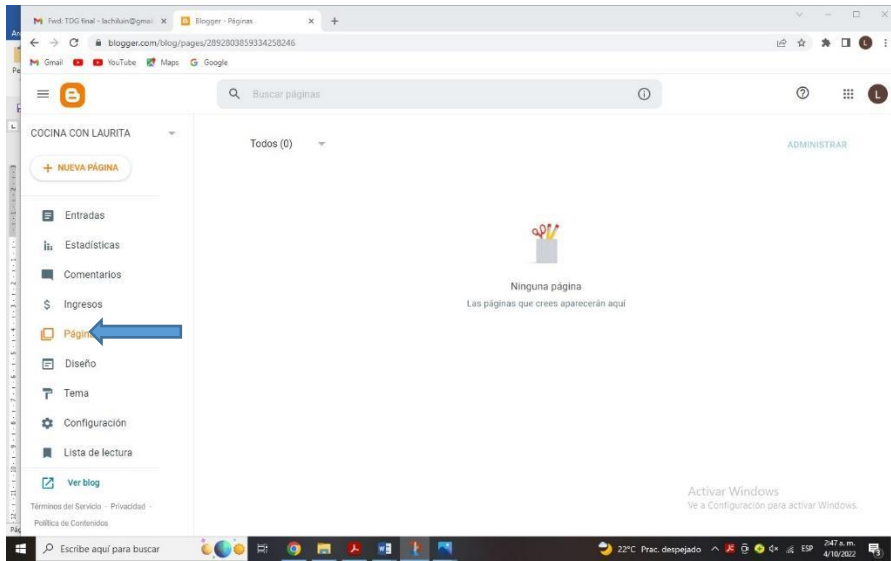 Fwd: TDG final - lachiluin@gmai
Blogger - Páginas
blogger.com/blog/pages/2892803859334258246
Gmail
YouTube
Maps
Google
Buscar páginas
L
COCINA CON LAURITA
Todos (0)
ADMINISTRAR
+ NUEVA PÁGINA
Entradas
Estadísticas
Comentarios
Ninguna página
Las páginas que crees aparecerán aquí
$ Ingresos
Página
Diseño
Tema
Configuración
Lista de lectura
Ver blog
Términos del Servicio - Privacidad -
Política de Contenidos
Activar Windows
Ve a Configuración para activar Windows.
Escribe aquí para buscar
22°C Prac. despejado
ESP
2:47 a. m.
4/10/2022